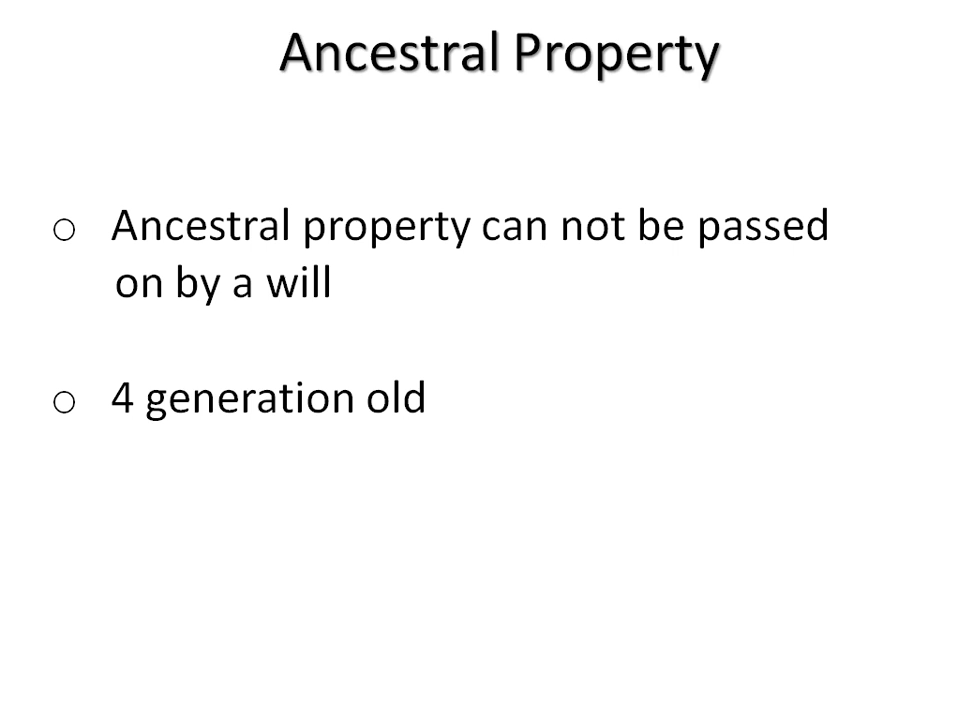 Ancestral Property
o Ancestral property can not be passed
on by a will
o 4 generation old